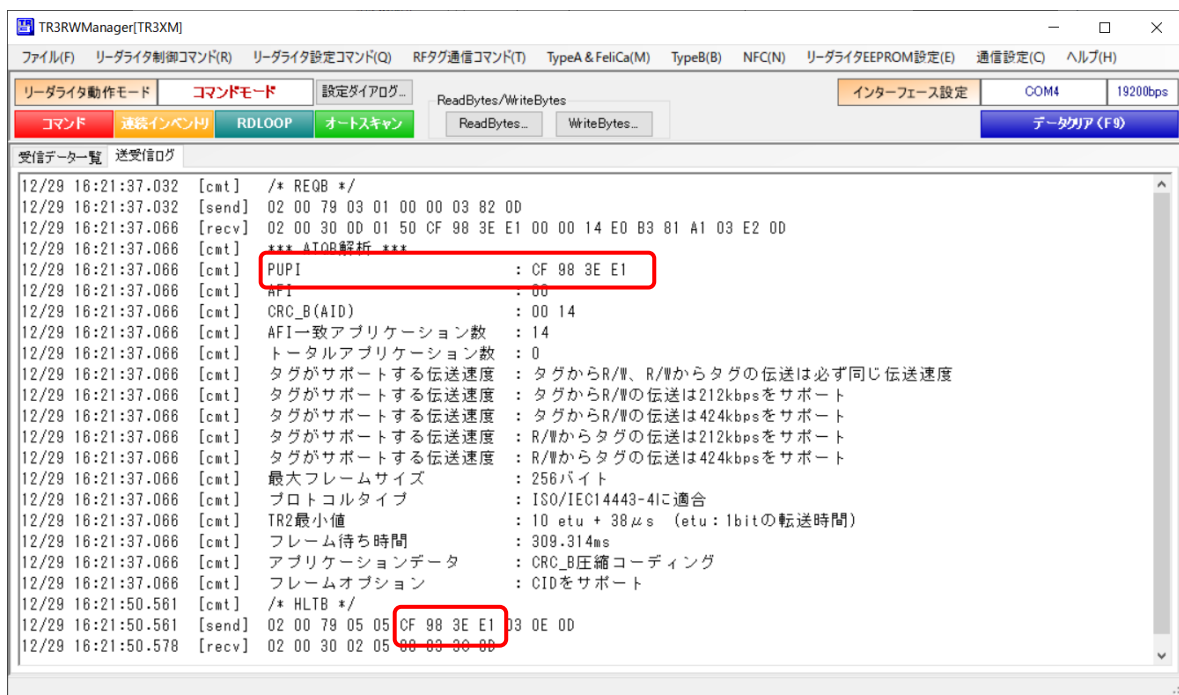 TR3RWManager[TR3XM]
ファイル(F) リーダライタ制御コマンド(R) リーダライタ設定コマンド(Q) RFタグ通信コマンド(T) TypeA＆FeliCa(M) TypeB(B) NFC(N) リーダライタEEPROM設定(E) 通信設定(C) ヘルプ(H)
リーダライタ動作モード コマンドモード 設定ダイアログ... ReadBytes/WriteBytes インターフェース設定 COM4 19200bps
コマンド 連続インベントリ RDLOOP オートスキャン ReadBytes... WriteBytes... データクリア（F9）
受信データ一覧 送受信ログ
12/29 16:21:37.032 [cmt] /* REQB */
12/29 16:21:37.032 [send] 02 00 79 03 01 00 00 03 82 0D
12/29 16:21:37.066 [recv] 02 00 30 0D 01 50 CF 98 3E E1 00 00 14 E0 B3 81 A1 03 E2 0D
12/29 16:21:37.066 [cmt] *** ATQB解析 ***
12/29 16:21:37.066 [cmt] PUPI : CF 98 3E E1
12/29 16:21:37.066 [cmt] AFI : 00
12/29 16:21:37.066 [cmt] CRC_B(AID) : 00 14
12/29 16:21:37.066 [cmt] AFI一致アプリケーション数 : 14
12/29 16:21:37.066 [cmt] トータルアプリケーション数 : 0
12/29 16:21:37.066 [cmt] タグがサポートする伝送速度 : タグからR/W、R/Wからタグの伝送は必ず同じ伝送速度
12/29 16:21:37.066 [cmt] タグがサポートする伝送速度 : タグからR/Wの伝送は212kbpsをサポート
12/29 16:21:37.066 [cmt] タグがサポートする伝送速度 : タグからR/Wの伝送は424kbpsをサポート
12/29 16:21:37.066 [cmt] タグがサポートする伝送速度 : R/Wからタグの伝送は212kbpsをサポート
12/29 16:21:37.066 [cmt] タグがサポートする伝送速度 : R/Wからタグの伝送は424kbpsをサポート
12/29 16:21:37.066 [cmt] 最大フレームサイズ : 256バイト
12/29 16:21:37.066 [cmt] プロトコルタイプ : ISO/IEC14443-4に適合
12/29 16:21:37.066 [cmt] TR2最小値 : 10 etu + 38μs （etu：1bitの転送時間）
12/29 16:21:37.066 [cmt] フレーム待ち時間 : 309.314ms
12/29 16:21:37.066 [cmt] アプリケーションデータ : CRC_B圧縮コーディング
12/29 16:21:37.066 [cmt] フレームオプション : CIDをサポート
12/29 16:21:50.561 [cmt] /* HLTB */
12/29 16:21:50.561 [send] 02 00 79 05 05 CF 98 3E E1 03 0E 0D
12/29 16:21:50.578 [recv] 02 00 30 02 05 00 03 3C 0D